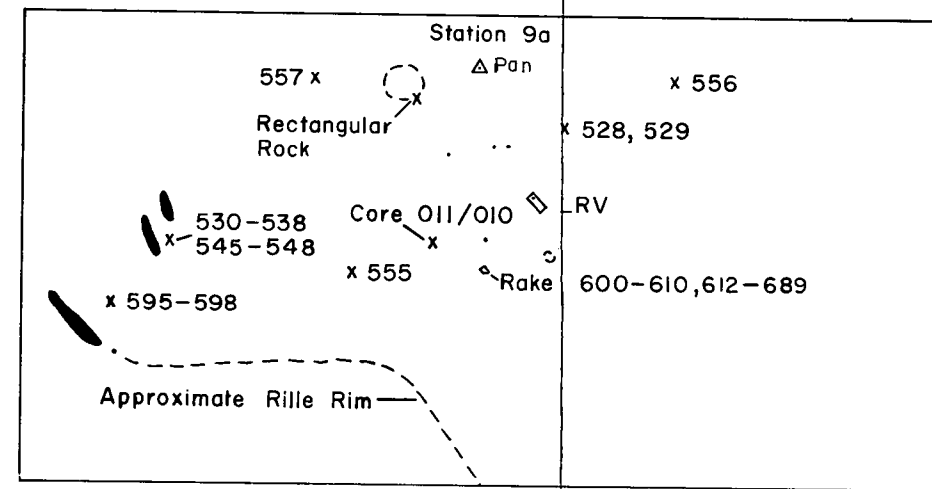 Station 9a
Pan
557
556
Rectangular
Rock
528, 529
LRV
Core 011/010
530-538
545-548
555
Rake 600-610,612-689
595-598
Approximate Rille Rim